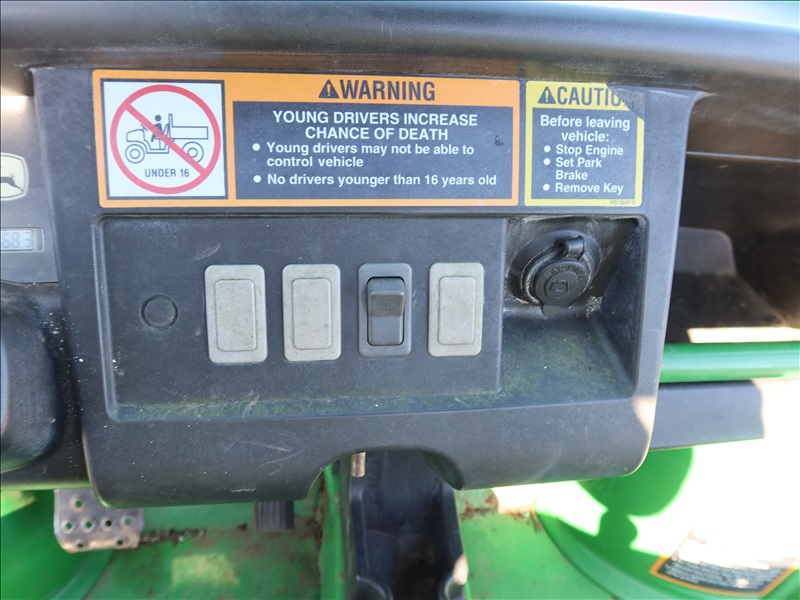 WARNING
YOUNG DRIVERS INCREASE
CHANCE OF DEATH
• Young drivers may not be able to
control vehicle
• No drivers younger than 16 years old
UNDER 16
CAUTION
Before leaving
vehicle:
• Stop Engine
• Set Park
Brake
• Remove Key